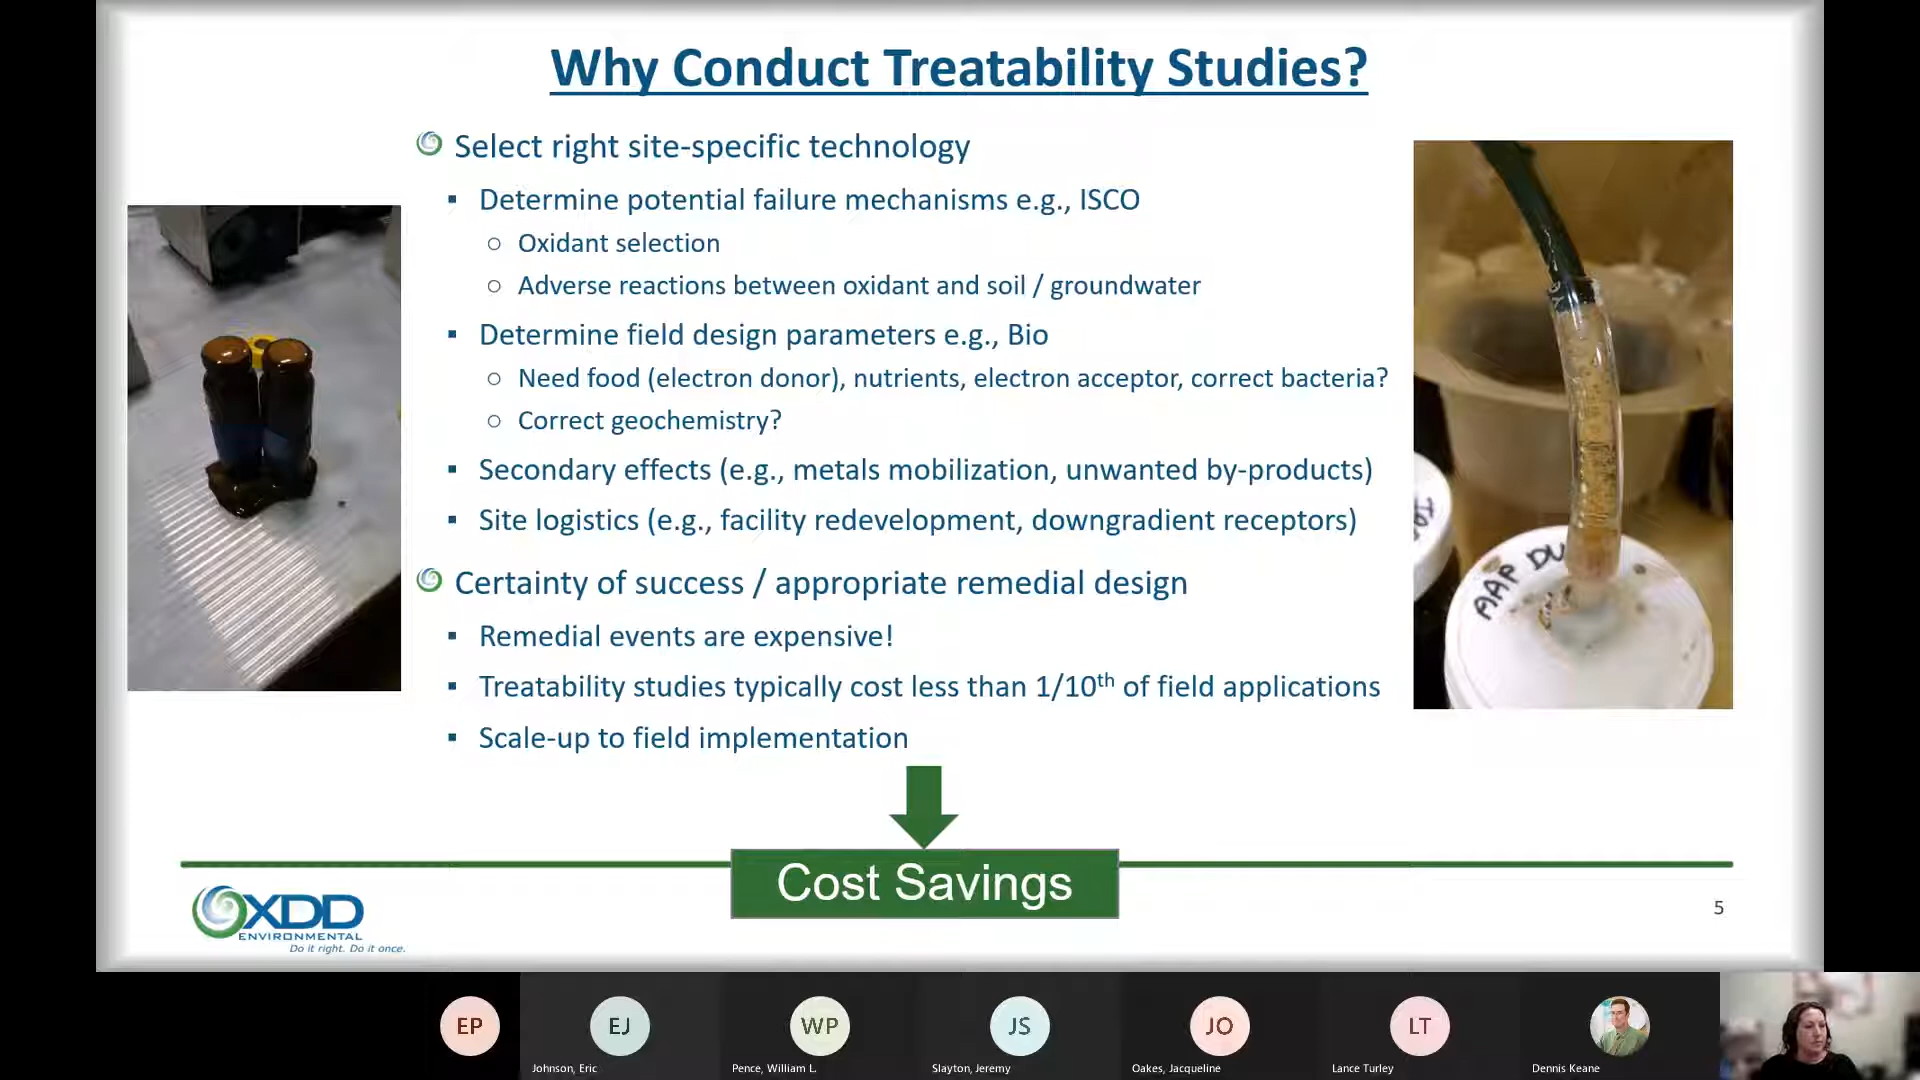 Why Conduct Treatability Studies?
Select right site-specific technology
Determine potential failure mechanisms e.g., ISCO
Oxidant selection
Adverse reactions between oxidant and soil / groundwater
Determine field design parameters e.g., Bio
Need food (electron donor), nutrients, electron acceptor, correct bacteria?
Correct geochemistry?
Secondary effects (e.g., metals mobilization, unwanted by-products)
Site logistics (e.g., facility redevelopment, downgradient receptors)
Certainty of success / appropriate remedial design
Remedial events are expensive!
Treatability studies typically cost less than 1/10th of field applications
Scale-up to field implementation
AAP DU
Cost Savings
XDD
ENVIRONMENTAL
Do it right. Do it once.
5
EP
EJ
WP
JS
JO
LT
Johnson, Eric
Pence, William L.
Slayton, Jeremy
Oakes, Jacqueline
Lance Turley
Dennis Keane